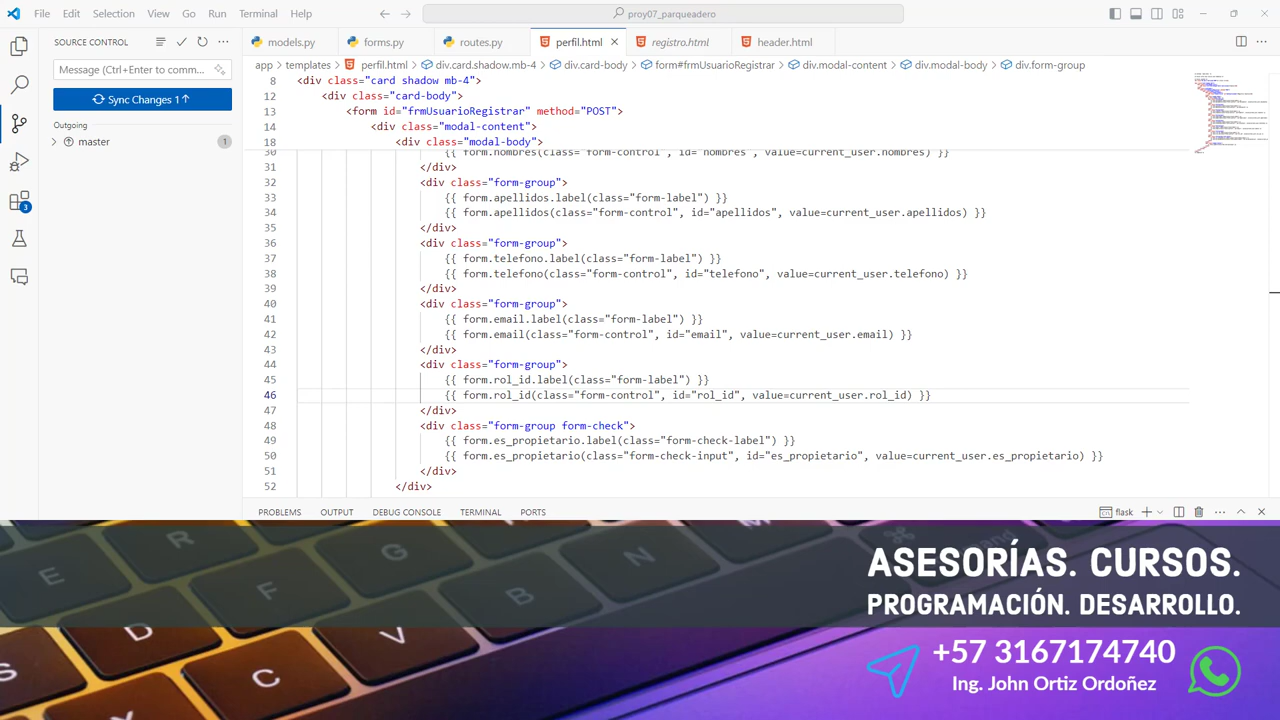 File Edit Selection View Go Run Terminal Help
proy07_parqueadero
SOURCE CONTROL
models.py forms.py routes.py perfil.html registro.html header.html
app > templates > perfil.html > div.card.shadow.mb-4 > div.card-body > form#frmUsuarioRegistrar > div.modal-content > div.modal-body > div.form-group
Message (Ctrl+Enter to comm...
Sync Changes 1↑
Outgoing
master 1
3
8 <div class="card shadow mb-4">
12 <div class="card-body">
13 <form id="frmUsuarioRegistrar" method="POST">
14 <div class="modal-content">
18 <div class="modal-body">
30 {{ form.nombres(class="form-control", id="nombres", value=current_user.nombres) }}
31 </div>
32 <div class="form-group">
33 {{ form.apellidos.label(class="form-label") }}
34 {{ form.apellidos(class="form-control", id="apellidos", value=current_user.apellidos) }}
35 </div>
36 <div class="form-group">
37 {{ form.telefono.label(class="form-label") }}
38 {{ form.telefono(class="form-control", id="telefono", value=current_user.telefono) }}
39 </div>
40 <div class="form-group">
41 {{ form.email.label(class="form-label") }}
42 {{ form.email(class="form-control", id="email", value=current_user.email) }}
43 </div>
44 <div class="form-group">
45 {{ form.rol_id.label(class="form-label") }}
46 {{ form.rol_id(class="form-control", id="rol_id", value=current_user.rol_id) }}
47 </div>
48 <div class="form-group form-check">
49 {{ form.es_propietario.label(class="form-check-label") }}
50 {{ form.es_propietario(class="form-check-input", id="es_propietario", value=current_user.es_propietario) }}
51 </div>
52 </div>
PROBLEMS OUTPUT DEBUG CONSOLE TERMINAL PORTS
flask
ASESORÍAS. CURSOS.
PROGRAMACIÓN. DESARROLLO.
+57 3167174740
Ing. John Ortiz Ordoñez
R
E
G
F
N
B
D
V
C
S